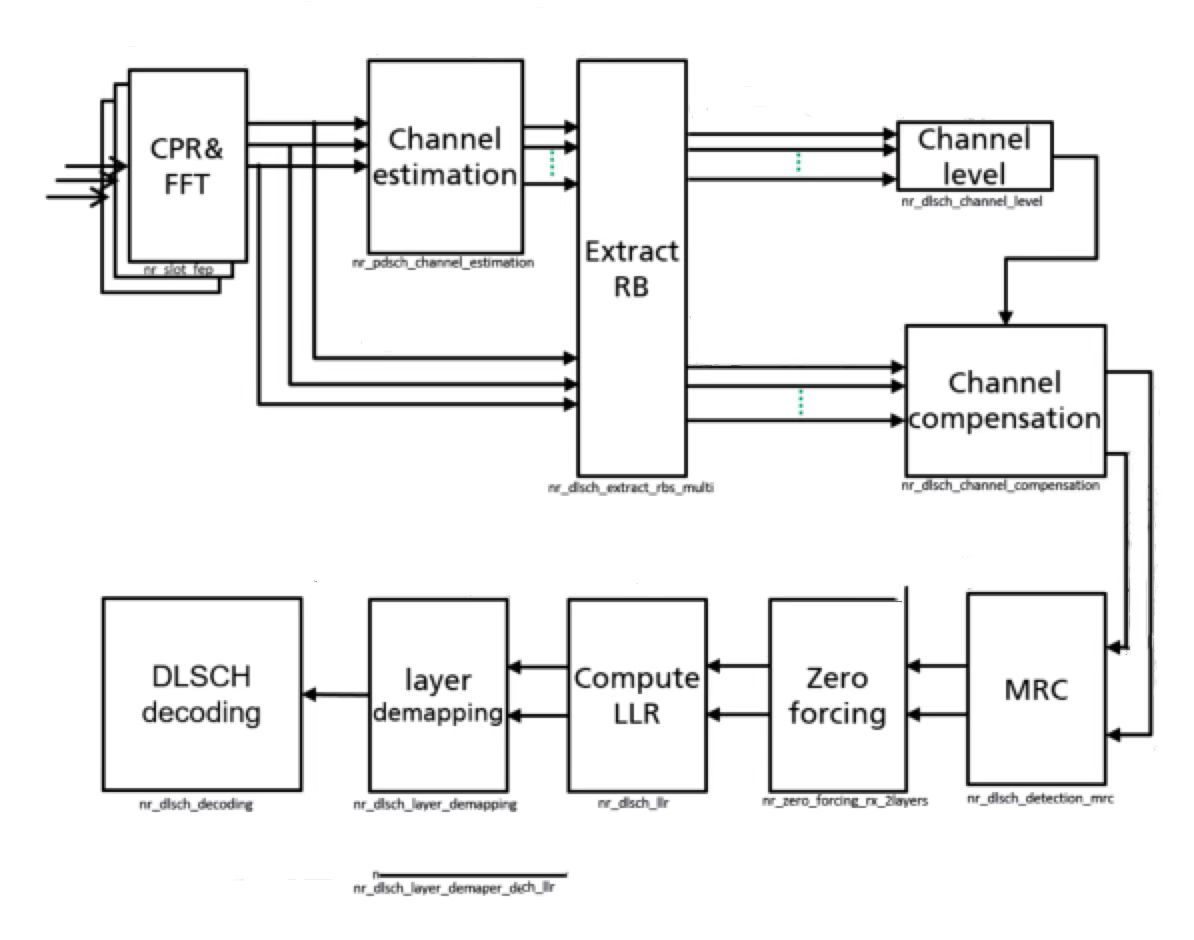 CPR&
FFT
nr_slot_fep
Channel
estimation
nr_pdsch_channel_estimation
Extract
RB
nr_dlsch_extract_rbs_multi
Channel
level
nr_dlsch_channel_level
Channel
compensation
nr_dlsch_channel_compensation
DLSCH
decoding
nr_dlsch_decoding
layer
demapping
nr_dlsch_layer_demapping
Compute
LLR
nr_dlsch_llr
Zero
forcing
nr_zero_forcing_rx_2layers
MRC
nr_dlsch_detection_mrc
n
nr_dlsch_layer_demaper_dech_llr